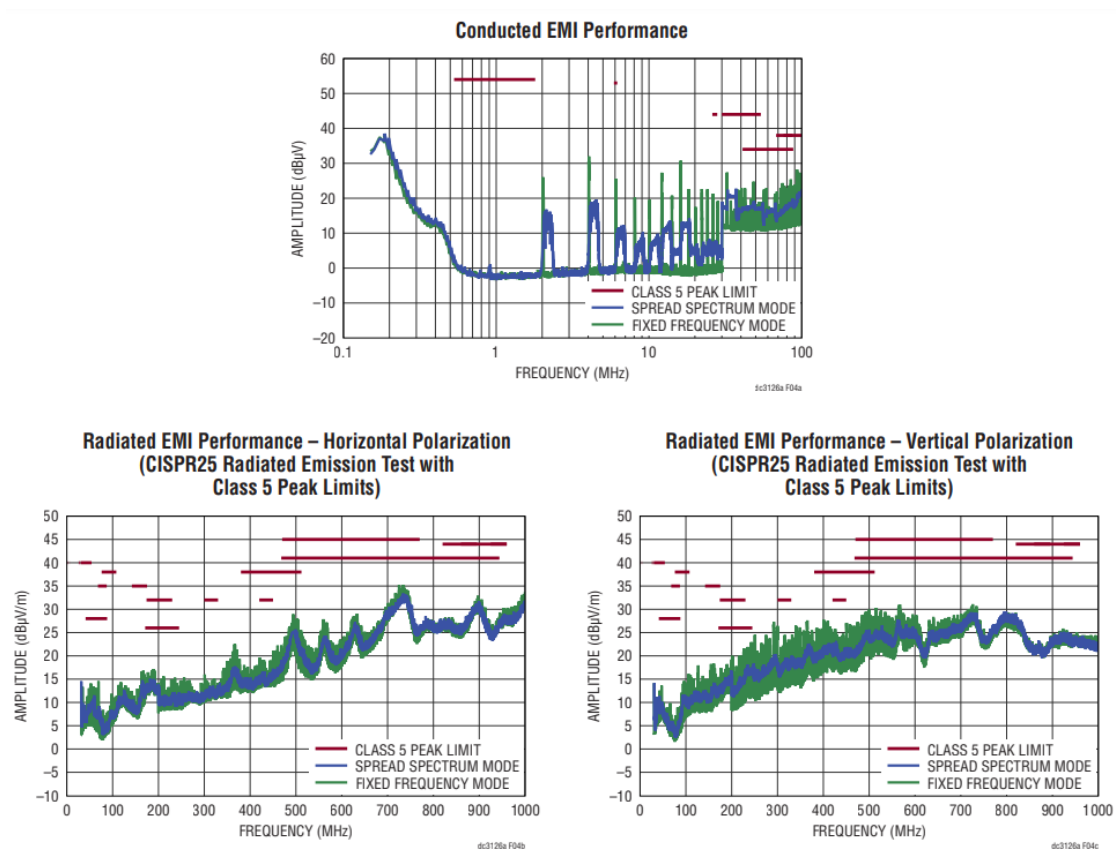 Conducted EMI Performance
60
50
40
30
20
10
0
–10
–20
AMPLITUDE (dBµV)
CLASS 5 PEAK LIMIT
SPREAD SPECTRUM MODE
FIXED FREQUENCY MODE
0.1 1 10 100
FREQUENCY (MHz)
dc3126a F04a
Radiated EMI Performance – Horizontal Polarization
(CISPR25 Radiated Emission Test with
Class 5 Peak Limits)
50
45
40
35
30
25
20
15
10
5
0
–5
–10
AMPLITUDE (dBµV/m)
CLASS 5 PEAK LIMIT
SPREAD SPECTRUM MODE
FIXED FREQUENCY MODE
0 100 200 300 400 500 600 700 800 900 1000
FREQUENCY (MHz)
dc3126a F04b
Radiated EMI Performance – Vertical Polarization
(CISPR25 Radiated Emission Test with
Class 5 Peak Limits)
50
45
40
35
30
25
20
15
10
5
0
–5
–10
AMPLITUDE (dBµV/m)
CLASS 5 PEAK LIMIT
SPREAD SPECTRUM MODE
FIXED FREQUENCY MODE
0 100 200 300 400 500 600 700 800 900 1000
FREQUENCY (MHz)
dc3126a F04c